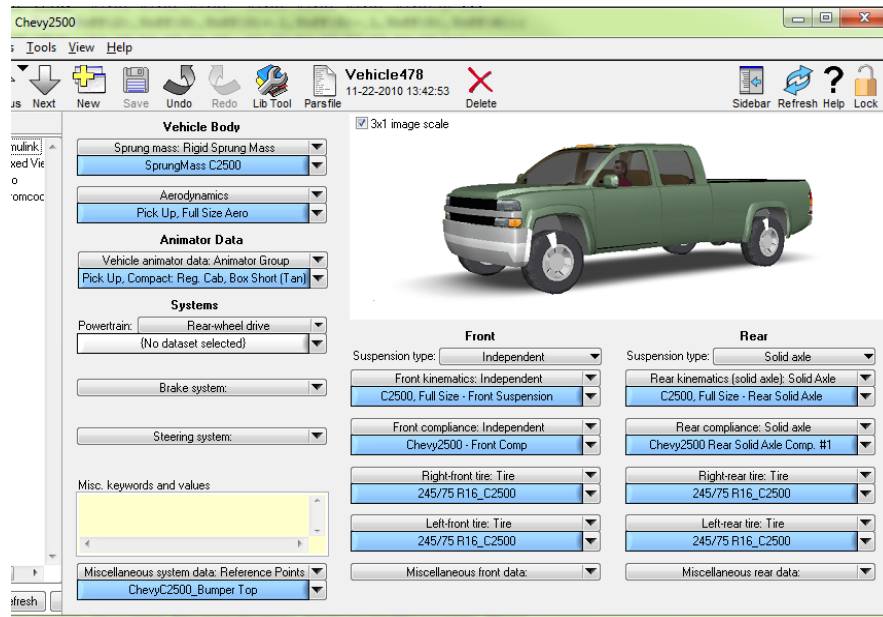 Chevy2500
s Tools View Help
us Next New Save Undo Redo Lib Tool Parsfile Vehicle478 11-22-2010 13:42:53 Delete Sidebar Refresh Help Lock
mulink
xed Vie
o
omcoc
efresh
Vehicle Body
Sprung mass: Rigid Sprung Mass
SprungMass C2500
Aerodynamics
Pick Up, Full Size Aero
Animator Data
Vehicle animator data: Animator Group
Pick Up, Compact: Reg. Cab, Box Short (Tan)
Systems
Powertrain: Rear-wheel drive
{No dataset selected}
Brake system:
Steering system:
Misc. keywords and values
Miscellaneous system data: Reference Points
ChevyC2500_Bumper Top
3x1 image scale
Front
Suspension type: Independent
Front kinematics: Independent
C2500, Full Size - Front Suspension
Front compliance: Independent
Chevy2500 - Front Comp
Right-front tire: Tire
245/75 R16_C2500
Left-front tire: Tire
245/75 R16_C2500
Miscellaneous front data:
Rear
Suspension type: Solid axle
Rear kinematics (solid axle): Solid Axle
C2500, Full Size - Rear Solid Axle
Rear compliance: Solid axle
Chevy2500 Rear Solid Axle Comp. #1
Right-rear tire: Tire
245/75 R16_C2500
Left-rear tire: Tire
245/75 R16_C2500
Miscellaneous rear data: